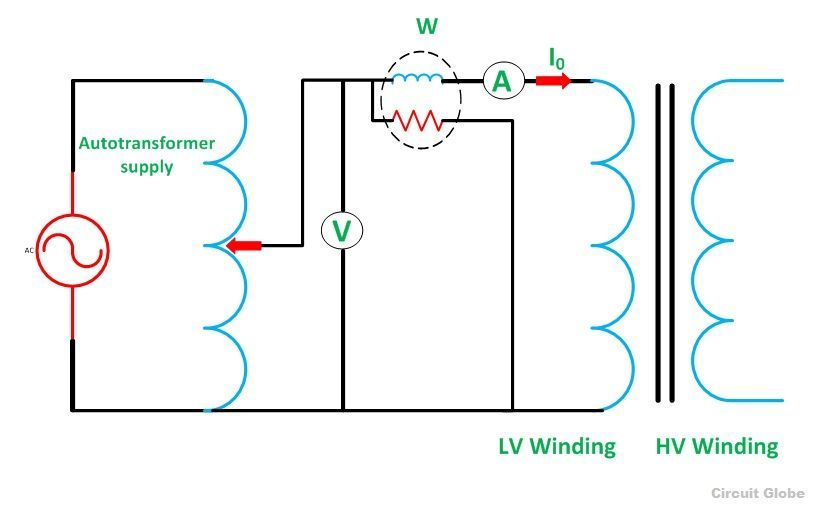 W
I₀
A
Autotransformer
supply
V
AC
LV Winding
HV Winding
Circuit Globe